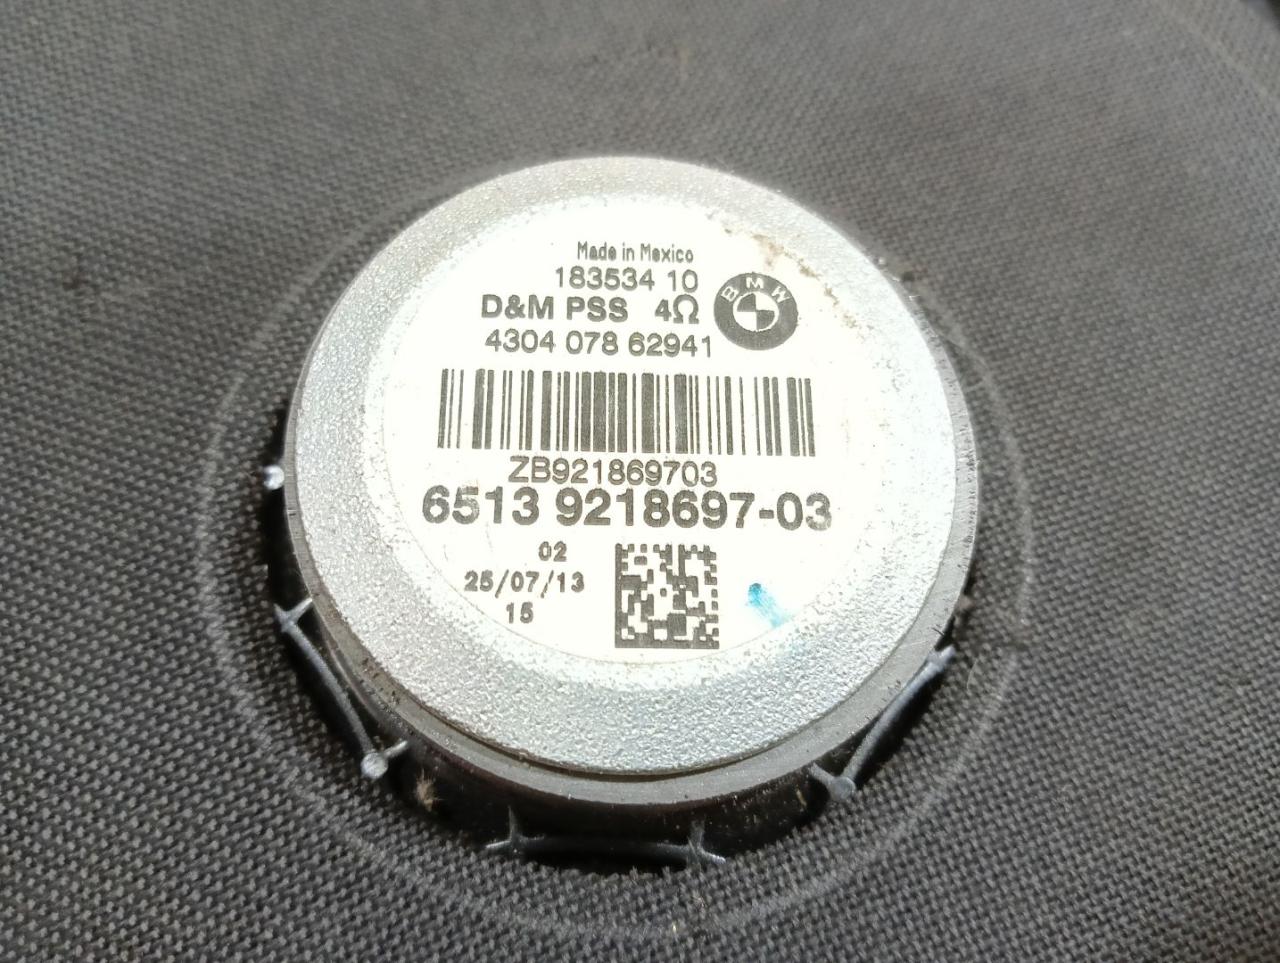 Made in Mexico
183534 10
D&M PSS 4Ω
BMW
4304 078 62941
ZB921869703
6513 9218697-03
02
25/07/13
15